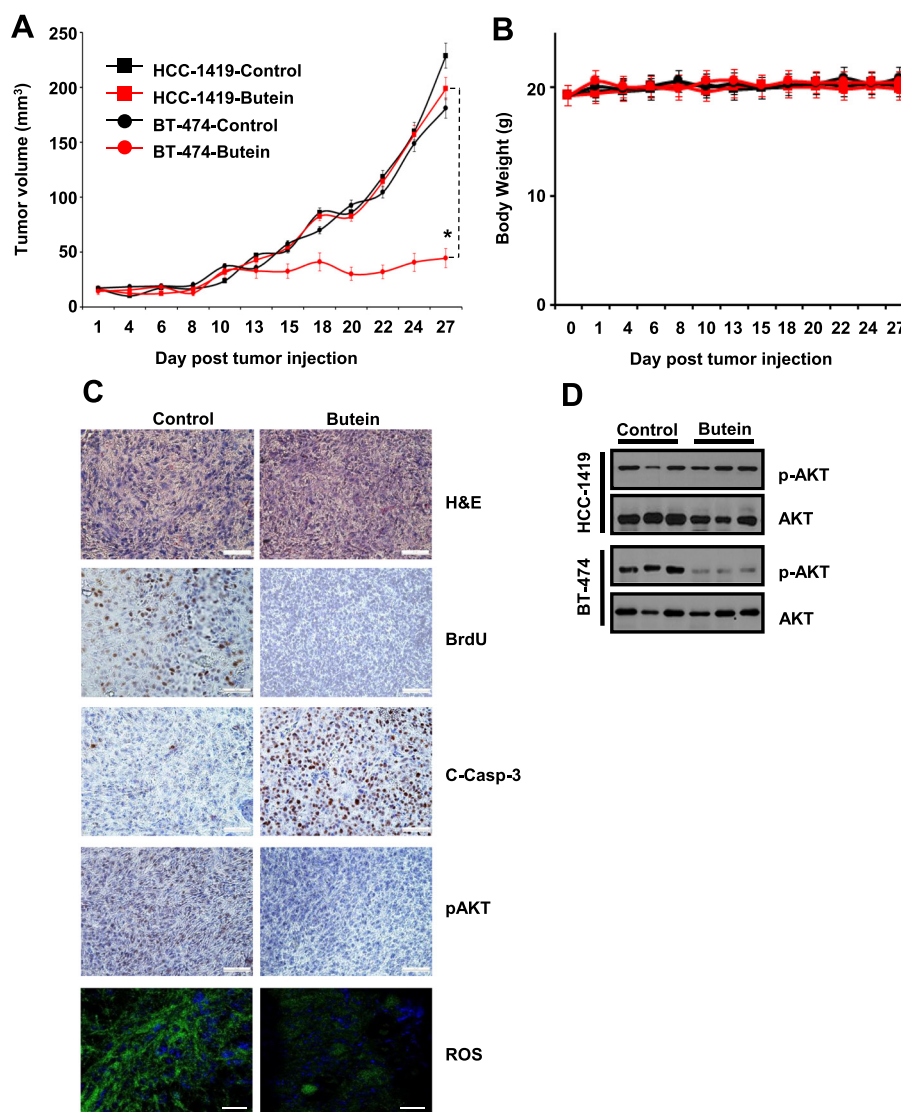 A
Tumor volume (mm³)
250
200
150
100
50
0
HCC-1419-Control
HCC-1419-Butein
BT-474-Control
BT-474-Butein
*
1 4 6 8 10 13 15 18 20 22 24 27
Day post tumor injection
B
Body Weight (g)
20
10
0
0 1 4 6 8 10 13 15 18 20 22 24 27
Day post tumor injection
C
Control Butein
H&E
BrdU
C-Casp-3
pAKT
ROS
D
Control Butein
HCC-1419
p-AKT
AKT
BT-474
p-AKT
AKT